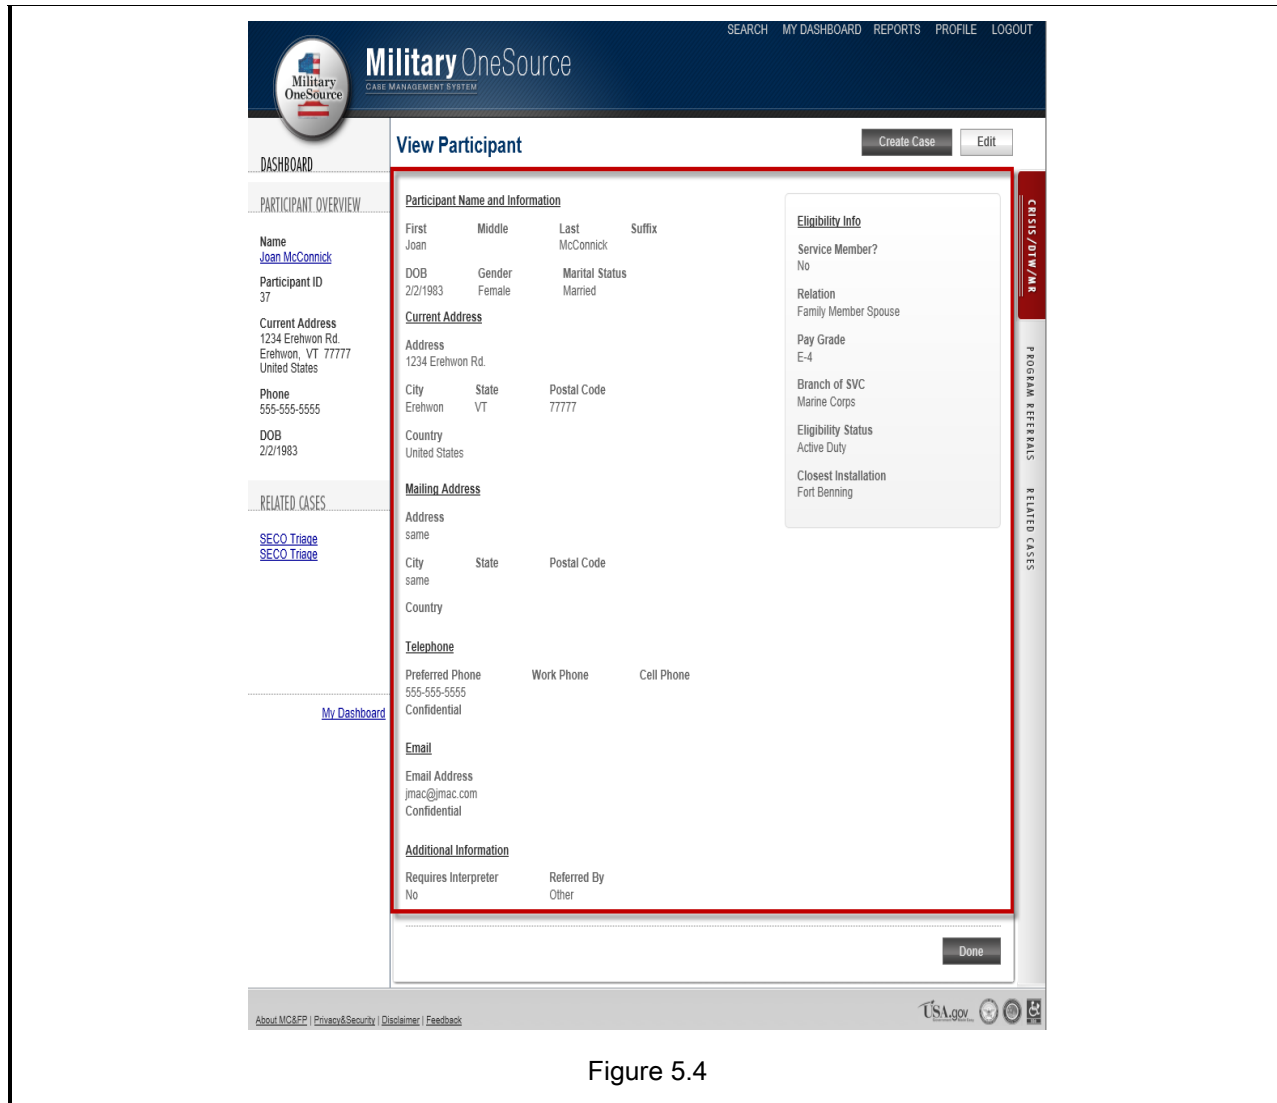 SEARCH MY DASHBOARD REPORTS PROFILE LOGOUT
Military
OneSource
Military OneSource
CASE MANAGEMENT SYSTEM
DASHBOARD
PARTICIPANT OVERVIEW
Name
Joan McConnick
Participant ID
37
Current Address
1234 Erehwon Rd.
Erehwon, VT 77777
United States
Phone
555-555-5555
DOB
2/2/1983
RELATED CASES
SECO Triage
SECO Triage
My Dashboard
View Participant
Create Case Edit
Participant Name and Information
First Middle Last Suffix
Joan McConnick
DOB Gender Marital Status
2/2/1983 Female Married
Current Address
Address
1234 Erehwon Rd.
City State Postal Code
Erehwon VT 77777
Country
United States
Mailing Address
Address
same
City State Postal Code
same
Country
Telephone
Preferred Phone Work Phone Cell Phone
555-555-5555
Confidential
Email
Email Address
jmac@jmac.com
Confidential
Additional Information
Requires Interpreter Referred By
No Other
Eligibility Info
Service Member?
No
Relation
Family Member Spouse
Pay Grade
E-4
Branch of SVC
Marine Corps
Eligibility Status
Active Duty
Closest Installation
Fort Benning
CRISIS/DTW/MR
PROGRAM REFERRALS
RELATED CASES
Done
About MC&FP | Privacy&Security | Disclaimer | Feedback
USA.gov
Figure 5.4